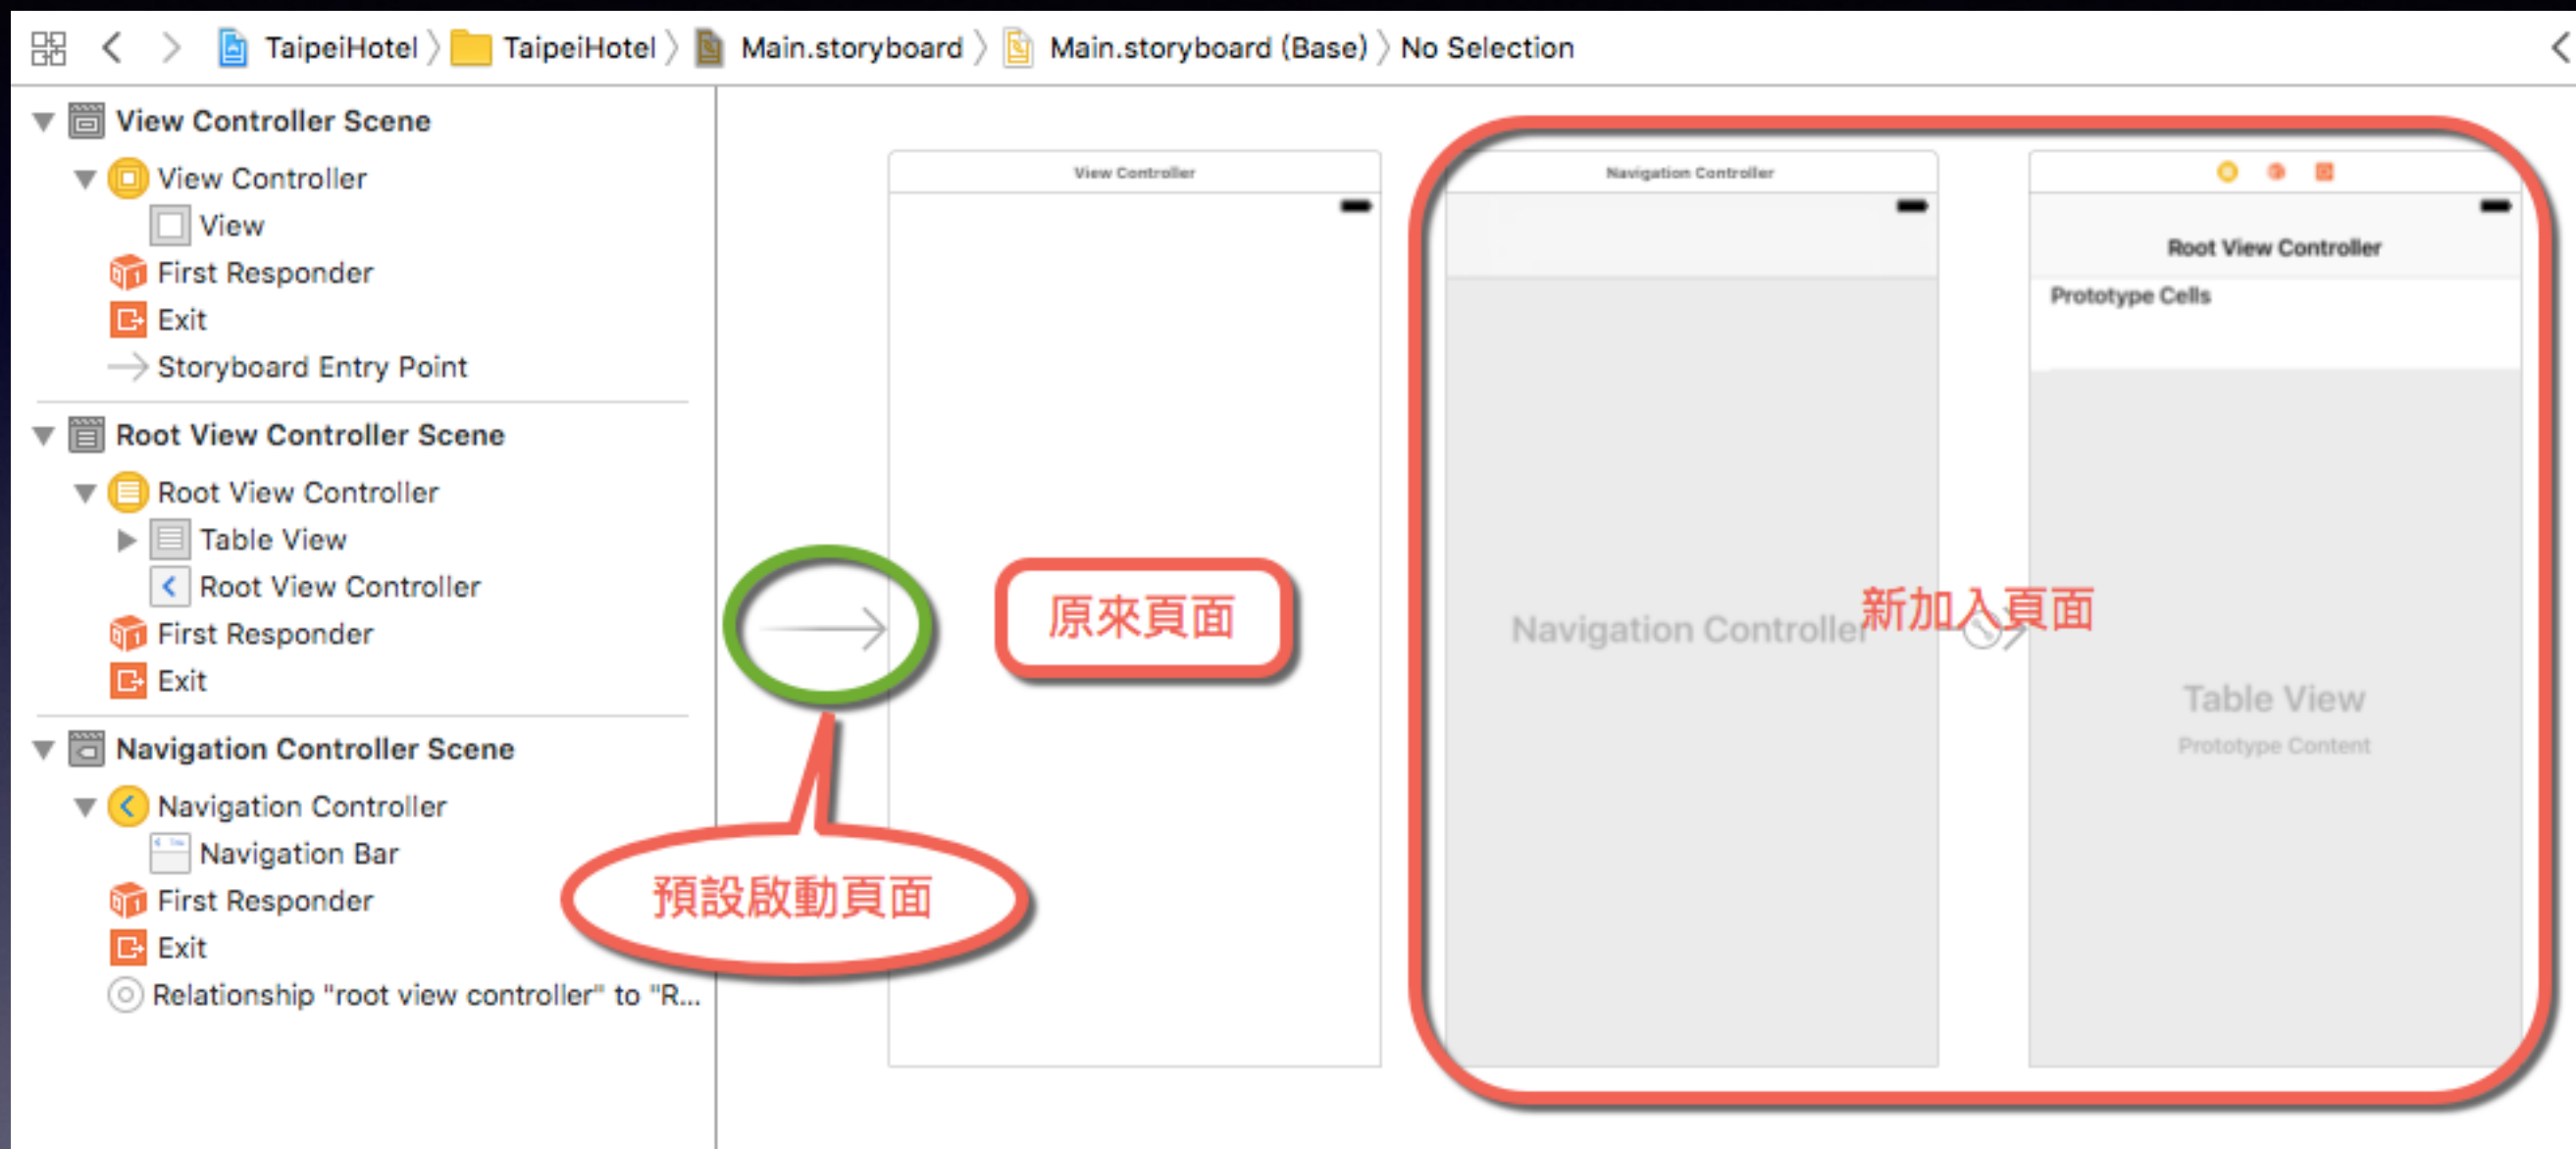 TaipeiHotel 〉 TaipeiHotel 〉 Main.storyboard 〉 Main.storyboard (Base) 〉 No Selection
View Controller Scene
View Controller
View
First Responder
Exit
Storyboard Entry Point
Root View Controller Scene
Root View Controller
Table View
Root View Controller
First Responder
Exit
Navigation Controller Scene
Navigation Controller
Navigation Bar
First Responder
Exit
Relationship "root view controller" to "R...
View Controller
原來頁面
預設啟動頁面
Navigation Controller
Navigation Controller
新加入頁面
Root View Controller
Prototype Cells
Table View
Prototype Content